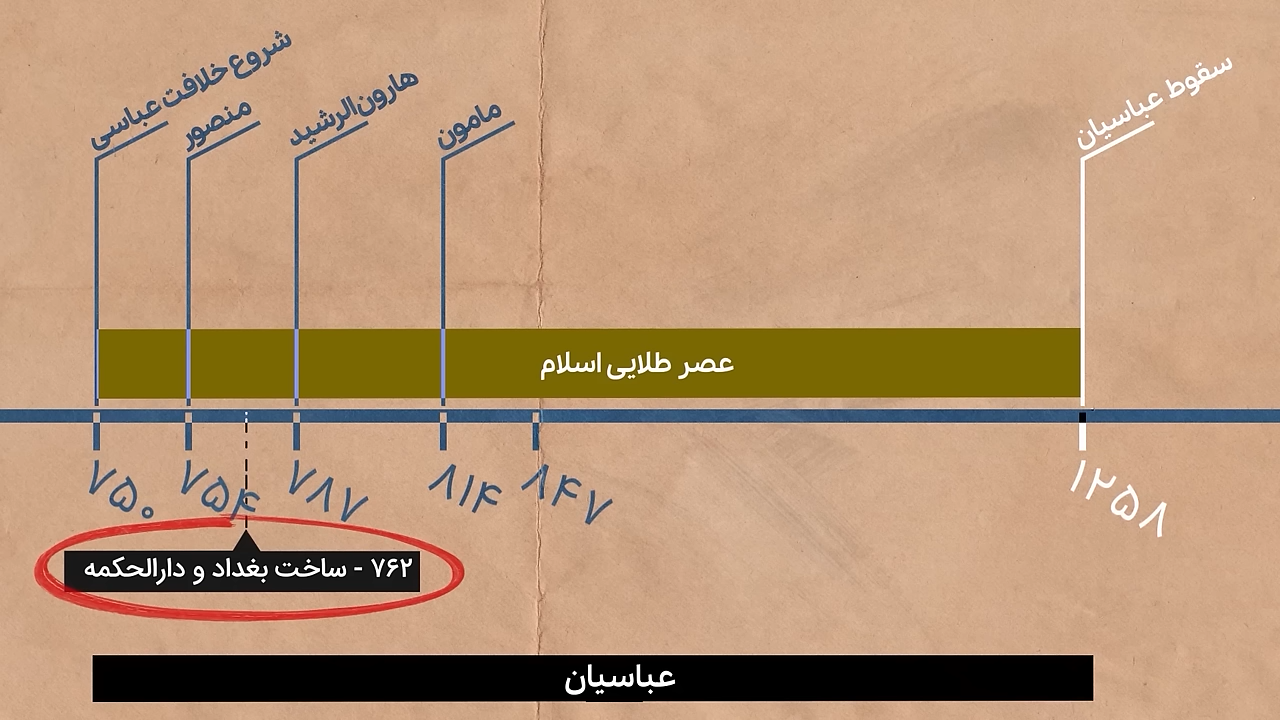 شروع خلافت عباسی
منصور
هارون‌الرشید
مامون
سقوط عباسیان
عصر طلایی اسلام
۷۵۰
۷۵۴
۷۸۷
۸۱۴
۸۴۷
۱۲۵۸
۷۶۲ - ساخت بغداد و دارالحکمه
عباسیان